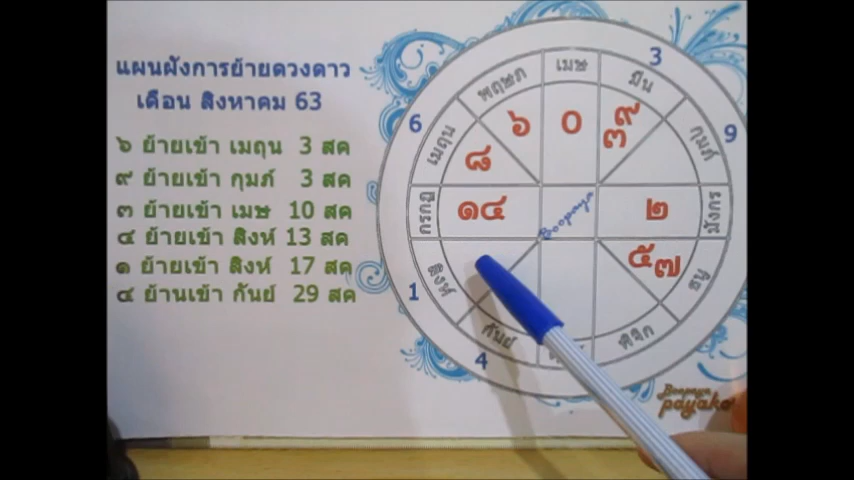 แผนผังการย้ายดวงดาว
เดือน สิงหาคม 63
๖ ย้ายเข้า เมถุน 3 สค
๙ ย้ายเข้า กุมภ์ 3 สค
๓ ย้ายเข้า เมษ 10 สค
๔ ย้ายเข้า สิงห์ 13 สค
๑ ย้ายเข้า สิงห์ 17 สค
๔ ย้านเข้า กันย์ 29 สค
3
เมษ
พฤษภ
มีน
6
๖
0
๓๙
9
เมถุน
กุมภ์
๘
กรกฎ
๑๔
Boopaya
๒
มังกร
สิงห์
๕๗
ธนู
1
กันย์
พิจิก
4
Boopaya
payakorn